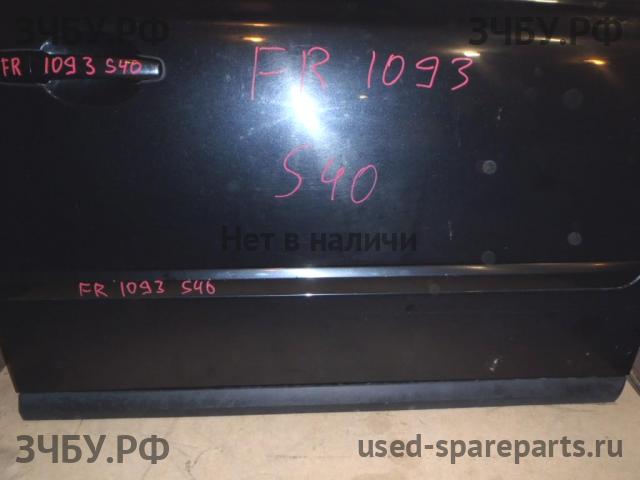 ЗЧБУ.РФ
ЗЧБУ.РФ
FR 1093 S40
FR 1093
S40
Нет в наличи
FR 1093 S40
ЗЧБУ.РФ
used-spareparts.ru